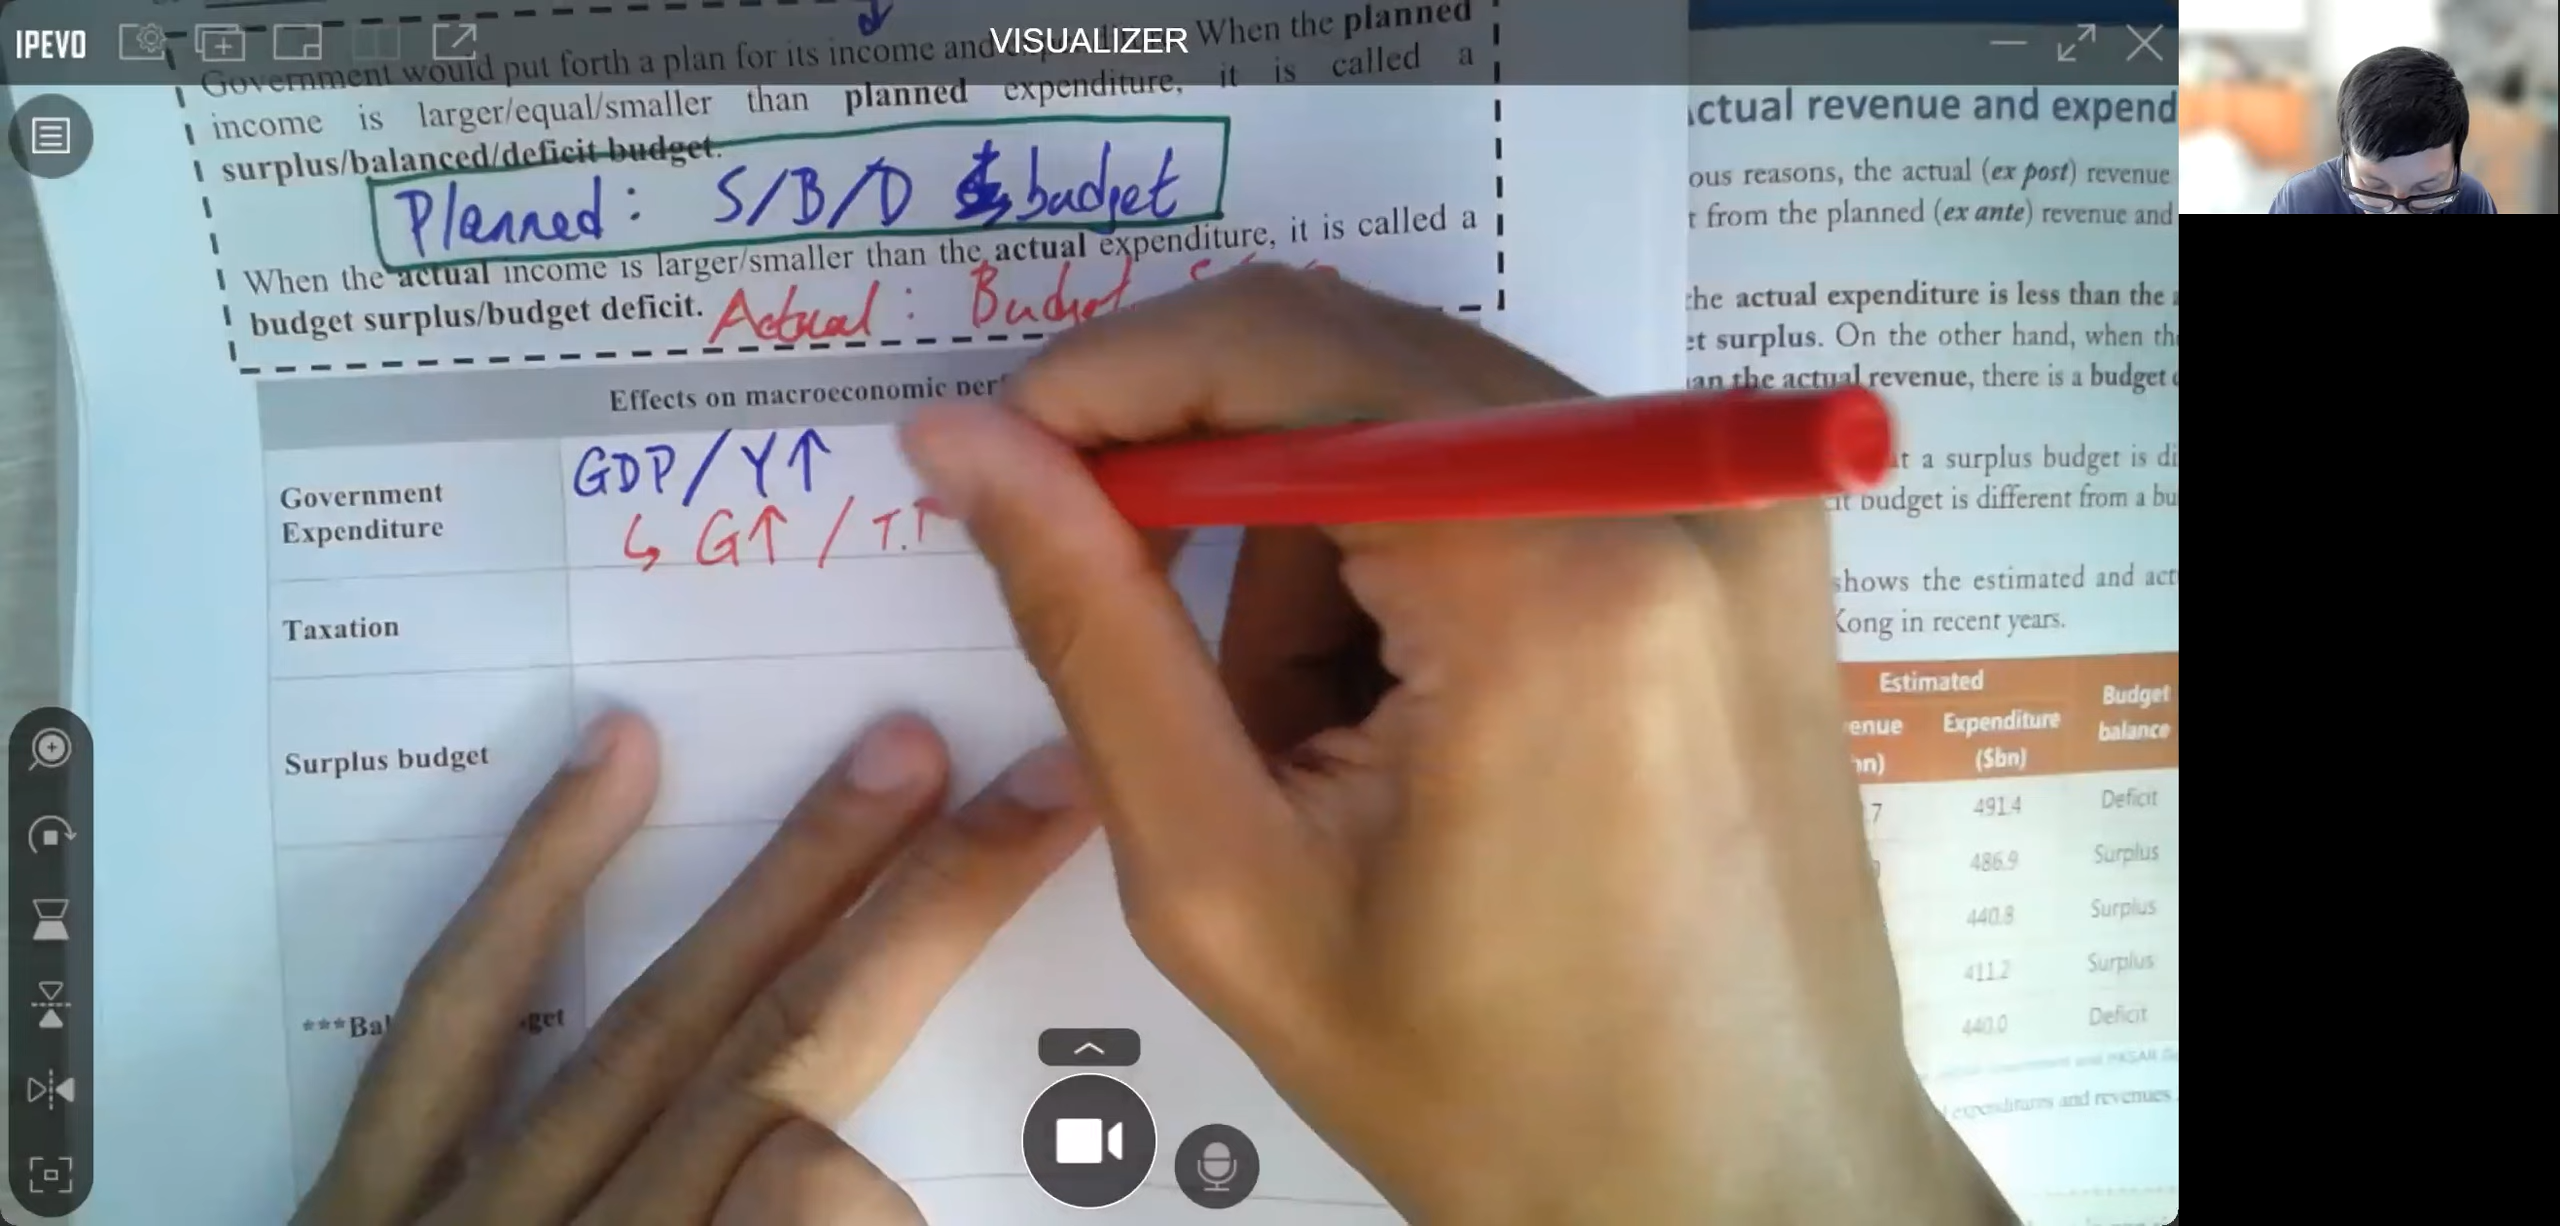 IPEVO
VISUALIZER
Government would put forth a plan for its income and When the planned
income is larger/equal/smaller than planned expenditure, it is called a
surplus/balanced/deficit budget.
Planned: S/B/D budget
When the actual income is larger/smaller than the actual expenditure, it is called a
budget surplus/budget deficit.
Actual: Budget
Effects on macroeconomic
Government
Expenditure
GDP/Y↑
↳ G↑ / T.↑
Taxation
Surplus budget
ctual revenue and expend
ous reasons, the actual (ex post) revenue
from the planned (ex ante) revenue and
the actual expenditure is less than the
et surplus. On the other hand, when th
an the actual revenue, there is a budget
t a surplus budget is di
it budget is different from a bu
shows the estimated and act
Kong in recent years.
Estimated
enue Expenditure Budget
($bn) balance
7 491.4 Deficit
486.9 Surplus
440.8 Surplus
411.2 Surplus
440.0 Deficit
expenditures and revenues